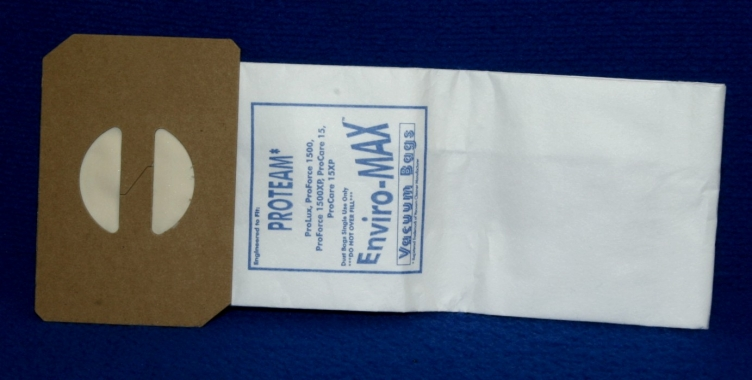 Engineered to Fit:
PROTEAM*
ProLux, ProForce 1500,
ProForce 1500XP, ProCare 15,
ProCare 15XP
Dust Bags Single Use Only
***DO NOT OVER FILL***
Enviro-MAX™
Vacuum Bags